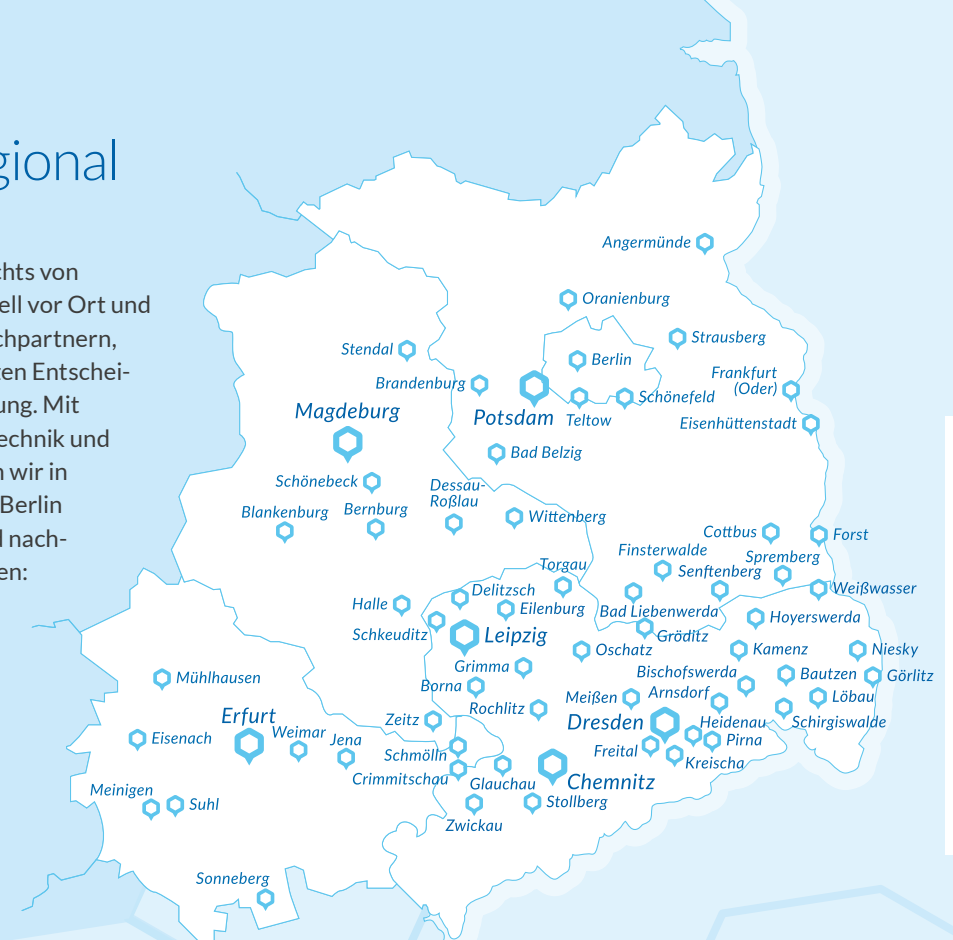 gional
chts von
ell vor Ort und
chpartnern,
ten Entschei-
ung. Mit
echnik und
n wir in
Berlin
d nach-
en:
Angermünde
Oranienburg
Strausberg
Stendal
Berlin
Frankfurt
(Oder)
Brandenburg
Schönefeld
Magdeburg
Potsdam
Teltow
Eisenhüttenstadt
Bad Belzig
Schönebeck
Dessau-
Roßlau
Blankenburg
Bernburg
Wittenberg
Cottbus
Forst
Finsterwalde
Spremberg
Torgau
Senftenberg
Delitzsch
Weißwasser
Halle
Eilenburg
Bad Liebenwerda
Hoyerswerda
Schkeuditz
Leipzig
Gröditz
Oschatz
Kamenz
Niesky
Grimma
Bischofswerda
Bautzen
Görlitz
Mühlhausen
Borna
Meißen
Arnsdorf
Löbau
Rochlitz
Erfurt
Zeitz
Dresden
Heidenau
Schirgiswalde
Weimar
Jena
Eisenach
Pirna
Schmölln
Freital
Kreischa
Crimmitschau
Glauchau
Chemnitz
Meinigen
Suhl
Stollberg
Zwickau
Sonneberg